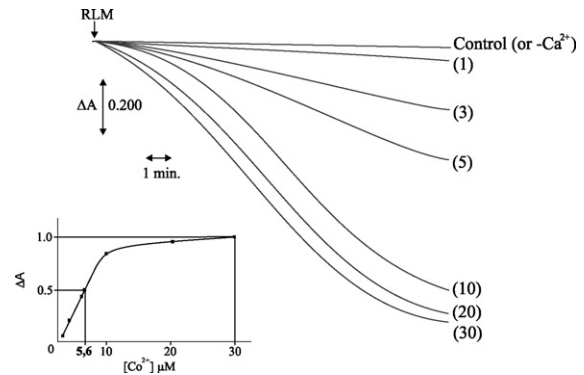 RLM
Control (or -Ca²⁺)
(1)
ΔA 0.200
(3)
1 min.
(5)
1.0
ΔA
0.5
(10)
(20)
(30)
0 5,6 10 20 30
[Co²⁺] μM